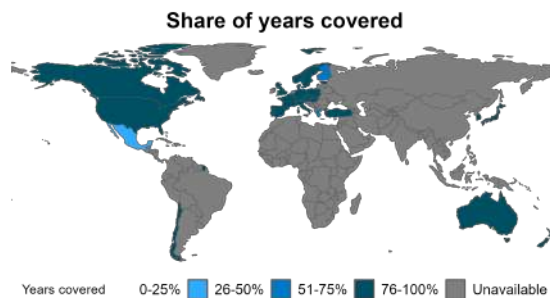 Share of years covered
Years covered 0-25% 26-50% 51-75% 76-100% Unavailable